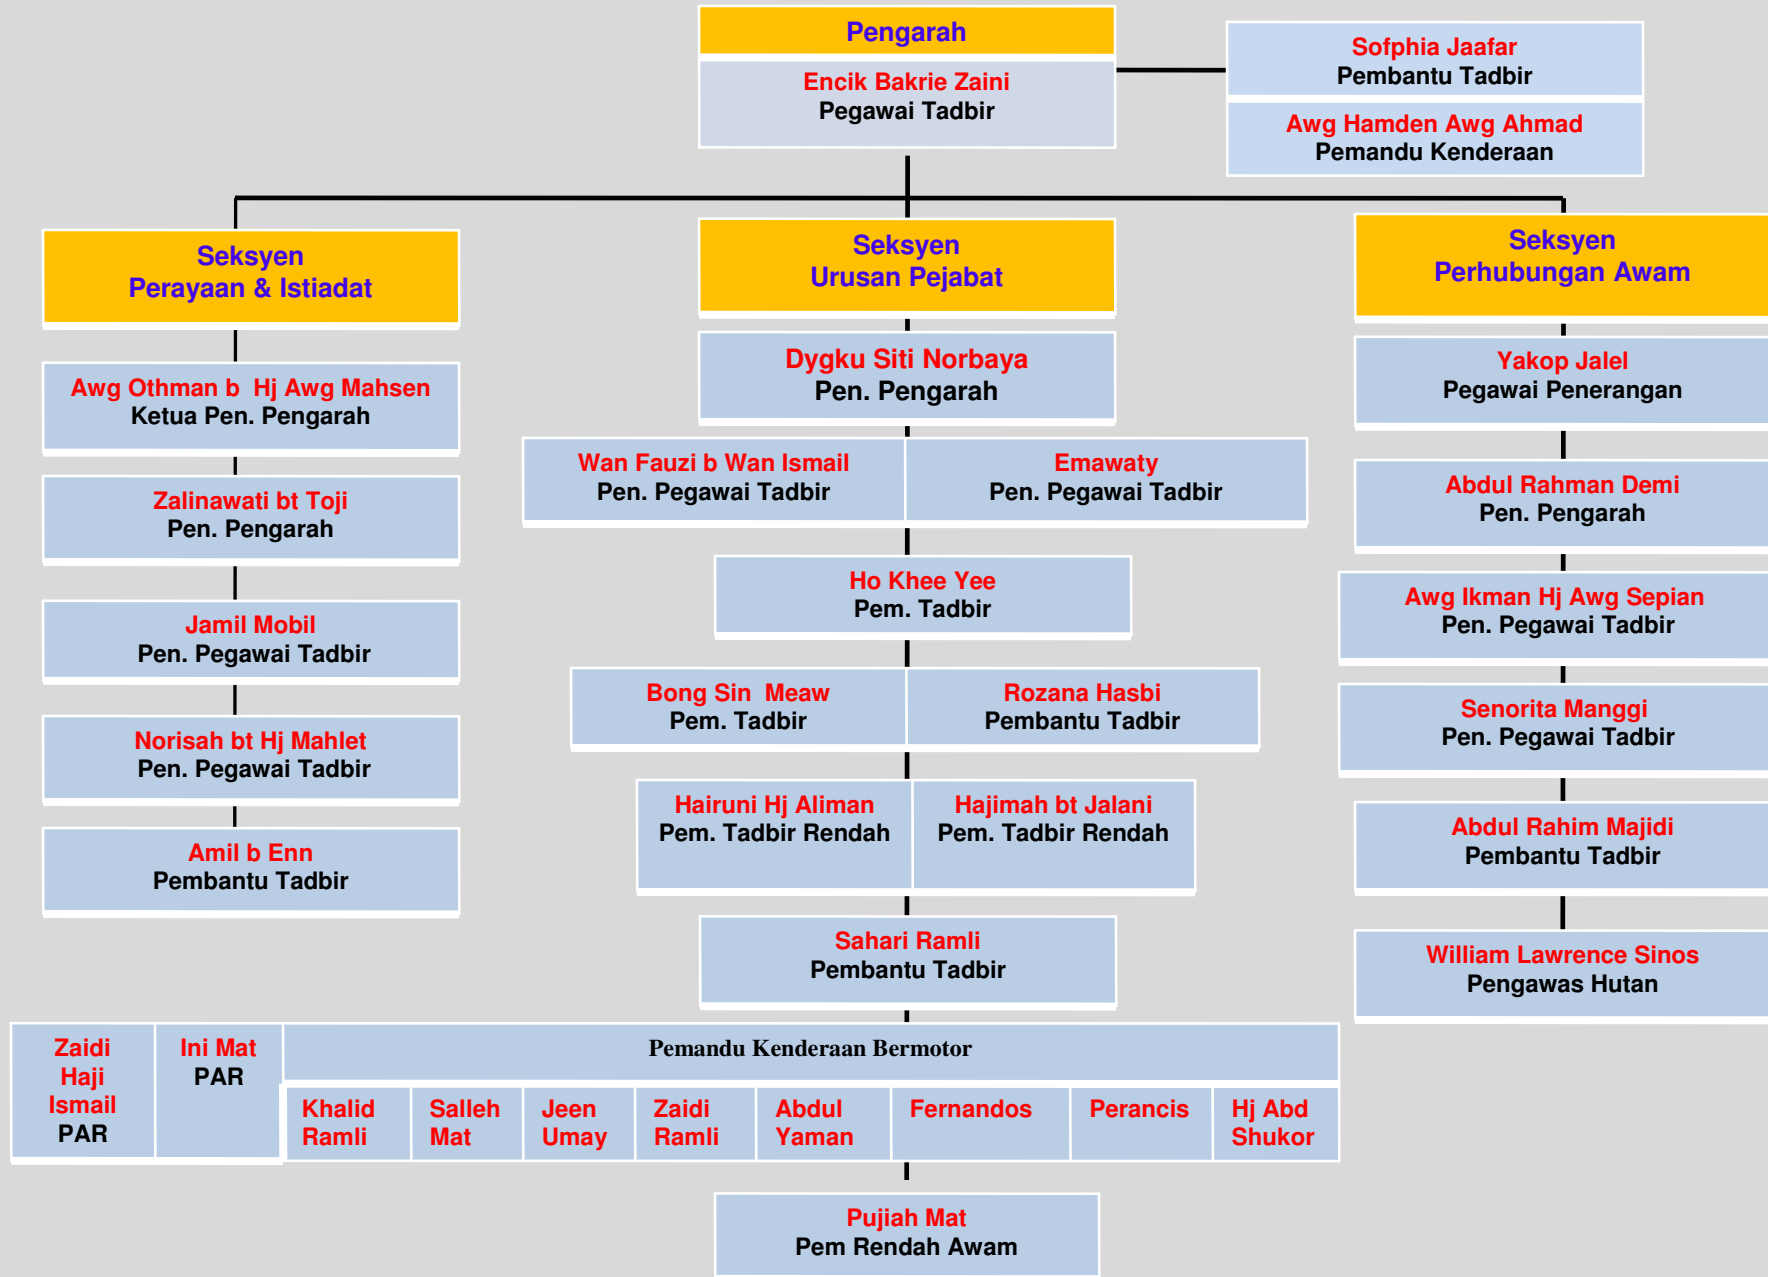 Pengarah
Encik Bakrie Zaini
Pegawai Tadbir
Sofphia Jaafar
Pembantu Tadbir
Awg Hamden Awg Ahmad
Pemandu Kenderaan
Seksyen
Perayaan & Istiadat
Awg Othman b  Hj Awg Mahsen
Ketua Pen. Pengarah
Zalinawati bt Toji
Pen. Pengarah
Jamil Mobil
Pen. Pegawai Tadbir
Norisah bt Hj Mahlet
Pen. Pegawai Tadbir
Amil b Enn
Pembantu Tadbir
Seksyen
Urusan Pejabat
Dygku Siti Norbaya
Pen. Pengarah
Wan Fauzi b Wan Ismail
Pen. Pegawai Tadbir
Emawaty
Pen. Pegawai Tadbir
Ho Khee Yee
Pem. Tadbir
Bong Sin  Meaw
Pem. Tadbir
Rozana Hasbi
Pembantu Tadbir
Hairuni Hj Aliman
Pem. Tadbir Rendah
Hajimah bt Jalani
Pem. Tadbir Rendah
Sahari Ramli
Pembantu Tadbir
Zaidi
Haji
Ismail
PAR
Ini Mat
PAR
Pemandu Kenderaan Bermotor
Khalid
Ramli
Salleh
Mat
Jeen
Umay
Zaidi
Ramli
Abdul
Yaman
Fernandos
Perancis
Hj Abd
Shukor
Pujiah Mat
Pem Rendah Awam
Seksyen
Perhubungan Awam
Yakop Jalel
Pegawai Penerangan
Abdul Rahman Demi
Pen. Pengarah
Awg Ikman Hj Awg Sepian
Pen. Pegawai Tadbir
Senorita Manggi
Pen. Pegawai Tadbir
Abdul Rahim Majidi
Pembantu Tadbir
William Lawrence Sinos
Pengawas Hutan